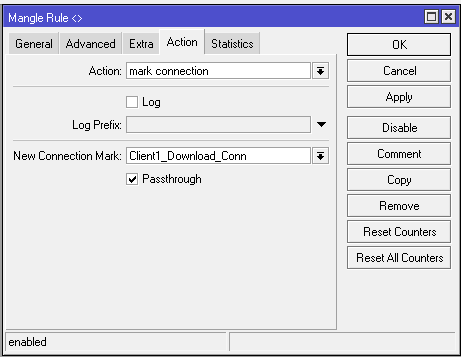 Mangle Rule <>
General Advanced Extra Action Statistics
OK
Action: mark connection
Cancel
Apply
Log
Log Prefix:
Disable
New Connection Mark: Client1_Download_Conn
Comment
Passthrough
Copy
Remove
Reset Counters
Reset All Counters
enabled